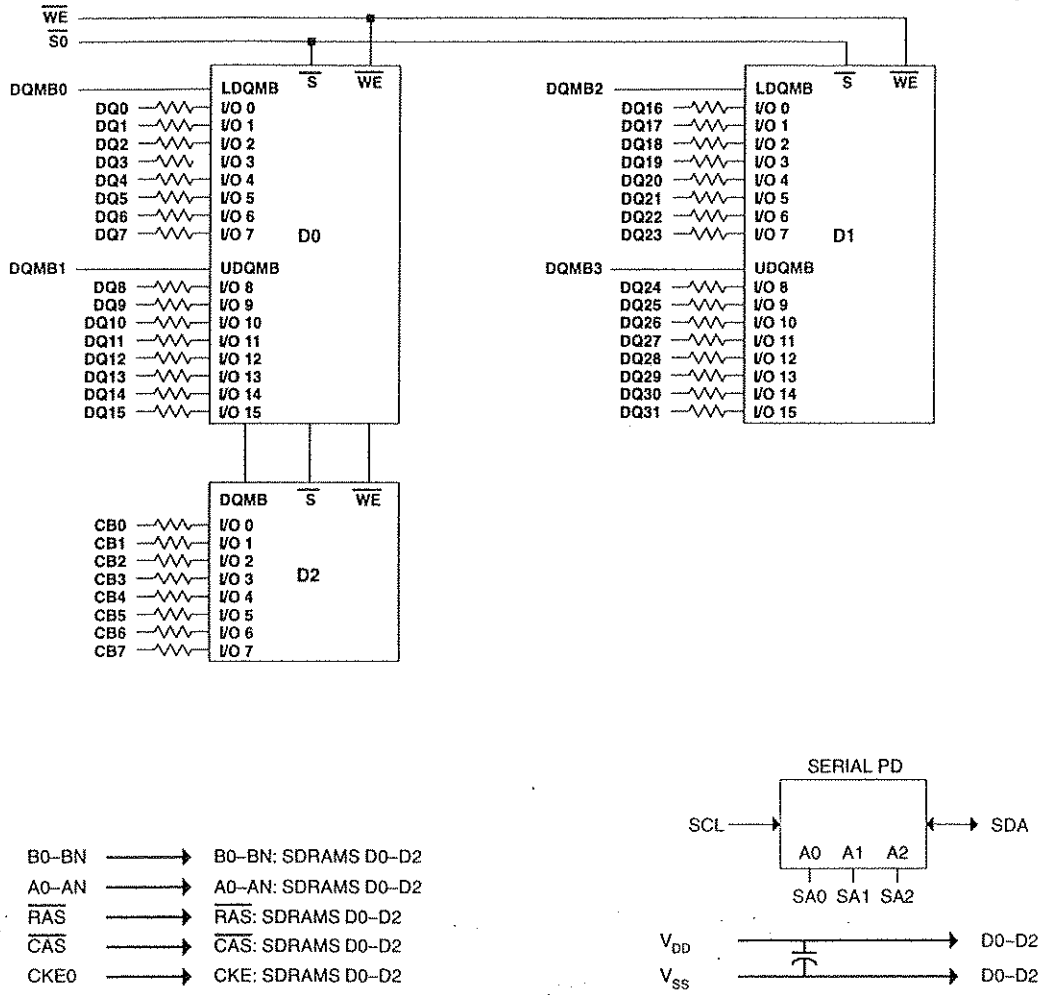 WE
S0
S WE
DQMB0 LDQMB
DQ0 I/O 0
DQ1 I/O 1
DQ2 I/O 2
DQ3 I/O 3
DQ4 I/O 4
DQ5 I/O 5
DQ6 I/O 6
DQ7 I/O 7
D0
DQMB1 UDQMB
DQ8 I/O 8
DQ9 I/O 9
DQ10 I/O 10
DQ11 I/O 11
DQ12 I/O 12
DQ13 I/O 13
DQ14 I/O 14
DQ15 I/O 15
S WE
DQMB2 LDQMB
DQ16 I/O 0
DQ17 I/O 1
DQ18 I/O 2
DQ19 I/O 3
DQ20 I/O 4
DQ21 I/O 5
DQ22 I/O 6
DQ23 I/O 7
D1
DQMB3 UDQMB
DQ24 I/O 8
DQ25 I/O 9
DQ26 I/O 10
DQ27 I/O 11
DQ28 I/O 12
DQ29 I/O 13
DQ30 I/O 14
DQ31 I/O 15
DQMB S WE
CB0 I/O 0
CB1 I/O 1
CB2 I/O 2
CB3 I/O 3
D2
CB4 I/O 4
CB5 I/O 5
CB6 I/O 6
CB7 I/O 7
SERIAL PD
SCL SDA
A0 A1 A2
SA0 SA1 SA2
B0–BN B0–BN: SDRAMS D0–D2
A0–AN A0–AN: SDRAMS D0–D2
RAS RAS: SDRAMS D0–D2
CAS CAS: SDRAMS D0–D2
CKE0 CKE: SDRAMS D0–D2
VDD D0–D2
VSS D0–D2